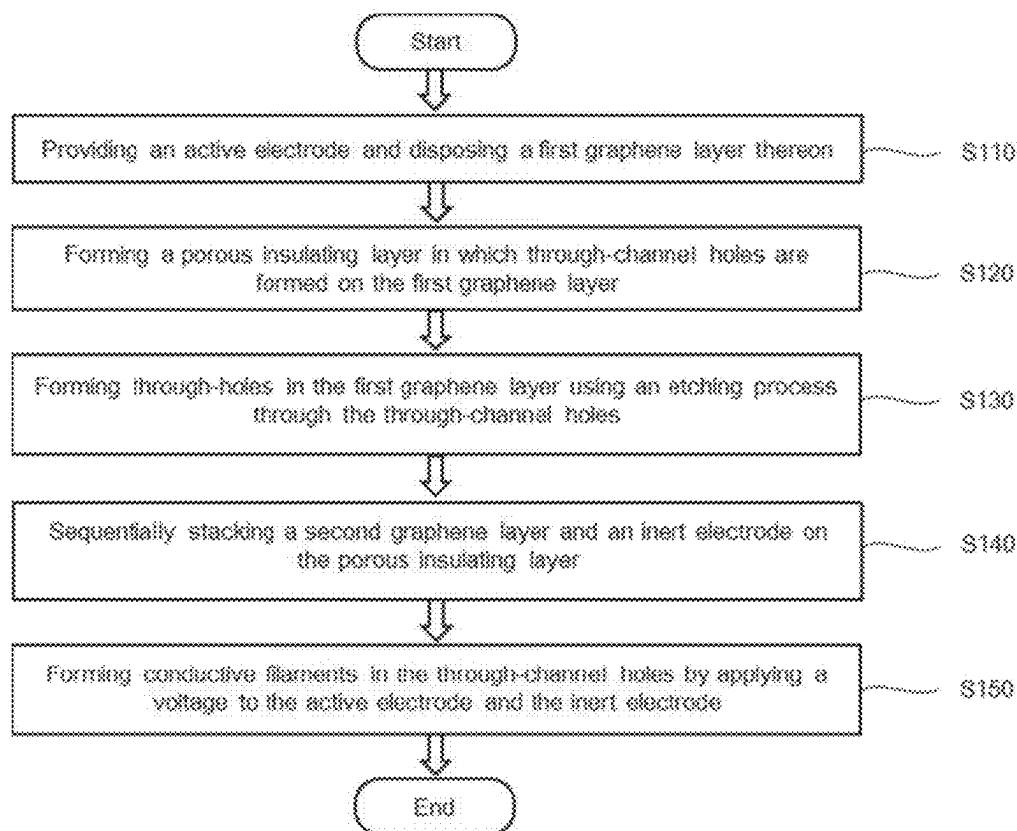 Start
Providing an active electrode and disposing a first graphene layer thereon
S110
Forming a porous insulating layer in which through-channel holes are
formed on the first graphene layer
S120
Forming through-holes in the first graphene layer using an etching process
through the through-channel holes
S130
Sequentially stacking a second graphene layer and an inert electrode on
the porous insulating layer
S140
Forming conductive filaments in the through-channel holes by applying a
voltage to the active electrode and the inert electrode
S150
End